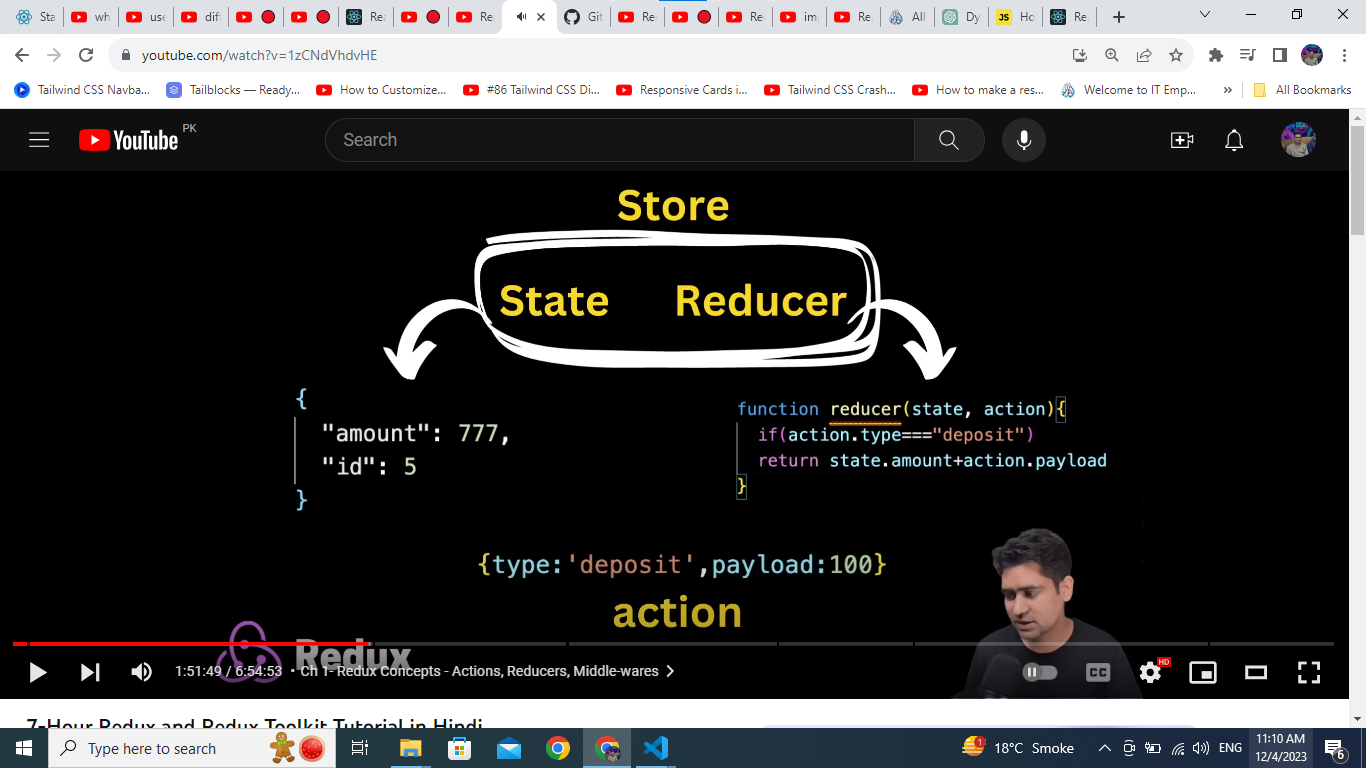 Sta
wh
use
dif
Rea
Re
Git
Re
Re
im
Re
All
Dy
JS
Ho
Re
youtube.com/watch?v=1zCNdVhdvHE
Tailwind CSS Navba...
Tailblocks — Ready...
How to Customize...
#86 Tailwind CSS Di...
Responsive Cards i...
Tailwind CSS Crash...
How to make a res...
Welcome to IT Emp...
»
All Bookmarks
YouTube PK
Search
Store
State Reducer
{
"amount": 777,
"id": 5
}
function reducer(state, action){
if(action.type==="deposit")
return state.amount+action.payload
}
{type:'deposit',payload:100}
action
Redux
1:51:49 / 6:54:53 • Ch 1- Redux Concepts - Actions, Reducers, Middle-wares
CC
HD
7-Hour Redux and Redux Toolkit Tutorial in Hindi
Type here to search
1
18°C Smoke
ENG
11:10 AM
12/4/2023
6